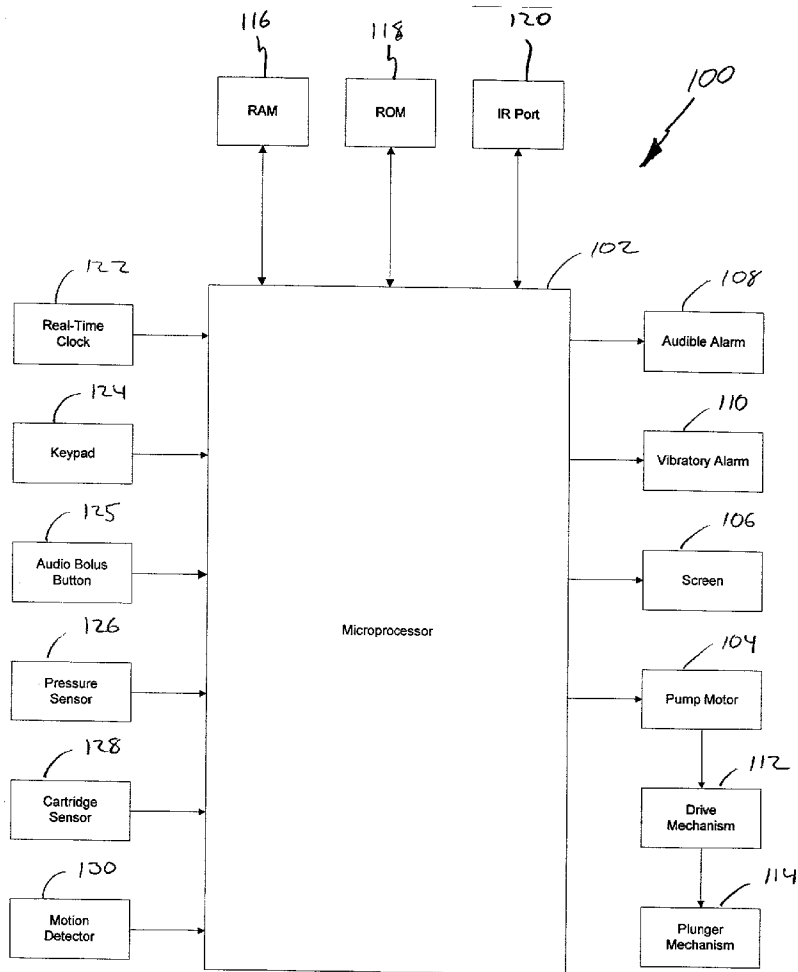 116
118
120
100
RAM
ROM
IR Port
122
102
108
Real-Time
Clock
Audible Alarm
124
110
Keypad
Vibratory Alarm
125
106
Audio Bolus
Button
Screen
Microprocessor
126
104
Pressure
Sensor
Pump Motor
128
112
Cartridge
Sensor
Drive
Mechanism
130
114
Motion
Detector
Plunger
Mechanism